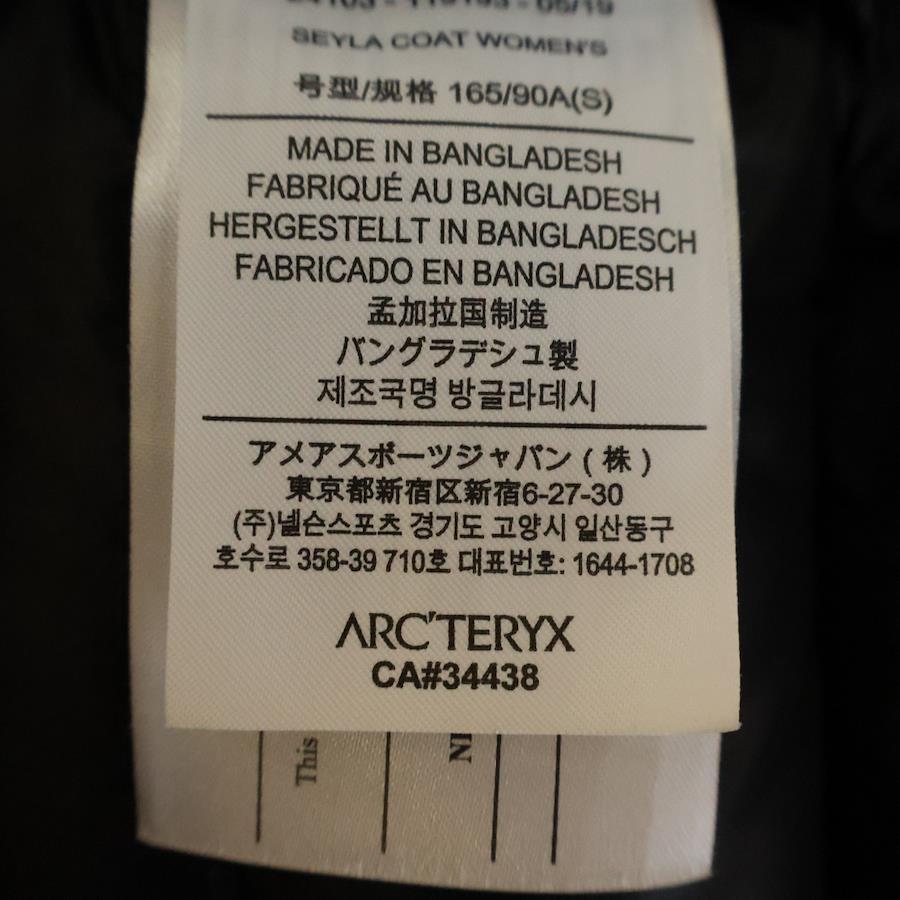 SEYLA COAT WOMEN'S
号型/规格 165/90A(S)
MADE IN BANGLADESH
FABRIQUÉ AU BANGLADESH
HERGESTELLT IN BANGLADESCH
FABRICADO EN BANGLADESH
孟加拉国制造
バングラデシュ製
제조국명 방글라데시
アメアスポーツジャパン(株)
東京都新宿区新宿6-27-30
(주)넬슨스포츠 경기도 고양시 일산동구
호수로 358-39 710호 대표번호: 1644-1708
ARC'TERYX
CA#34438
This